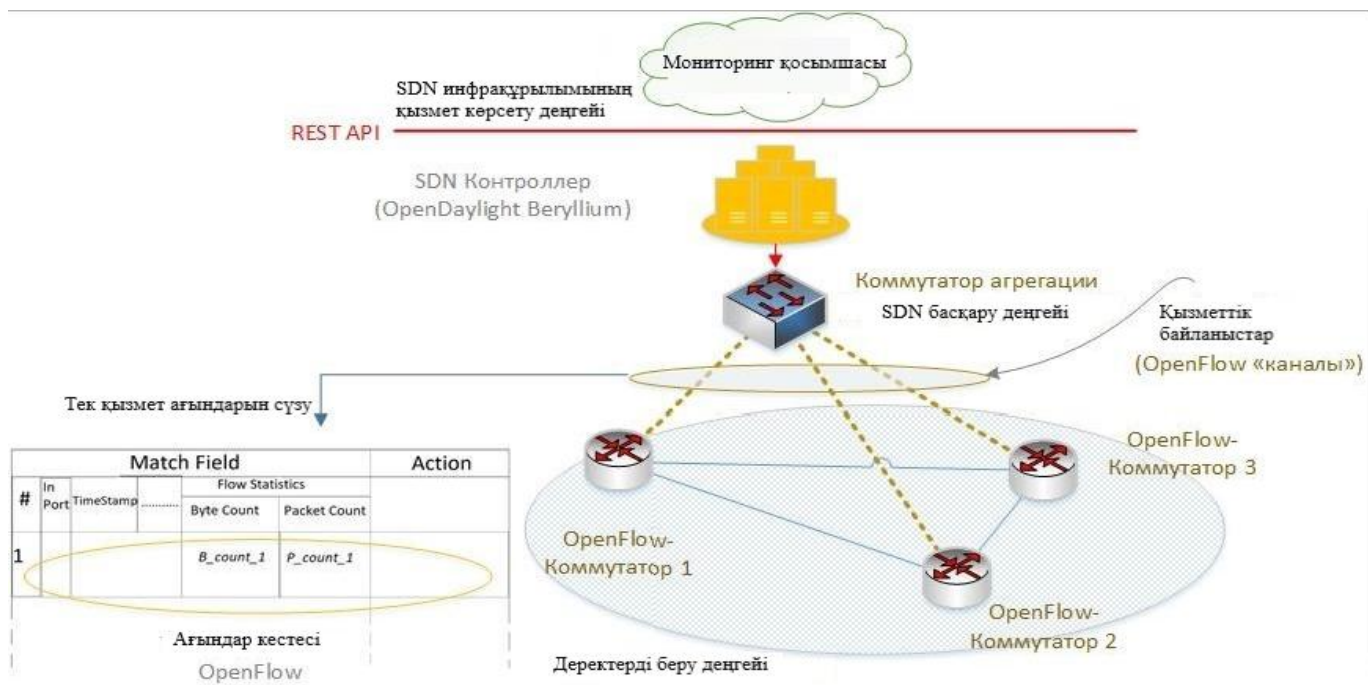 Мониторинг қосымшасы
SDN инфрақұрылымының
қызмет көрсету деңгейі
REST API
SDN Контроллер
(OpenDaylight Beryllium)
Коммутатор агрегации
SDN басқару деңгейі
Қызметтік
байланыстар
(OpenFlow «каналы»)
Тек қызмет ағындарын сүзу
Match Field
Action
#
In
Port
TimeStamp
...........
Flow Statistics
Byte Count
Packet Count
1
B_count_1
P_count_1
Ағындар кестесі
OpenFlow
OpenFlow-
Коммутатор 1
OpenFlow-
Коммутатор 3
OpenFlow-
Коммутатор 2
Деректерді беру деңгейі